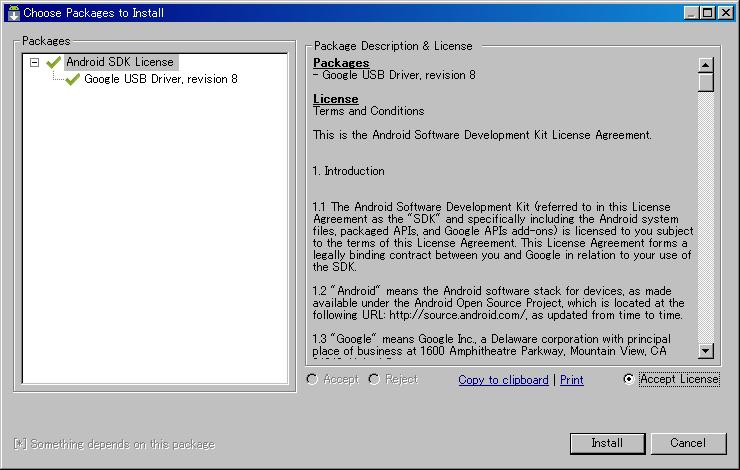 Choose Packages to Install
Packages
Android SDK License
Google USB Driver, revision 8
Package Description & License
Packages
- Google USB Driver, revision 8
License
Terms and Conditions
This is the Android Software Development Kit License Agreement.
1. Introduction
1.1 The Android Software Development Kit (referred to in this License
Agreement as the "SDK" and specifically including the Android system
files, packaged APIs, and Google APIs add-ons) is licensed to you subject
to the terms of this License Agreement. This License Agreement forms a
legally binding contract between you and Google in relation to your use of
the SDK.
1.2 "Android" means the Android software stack for devices, as made
available under the Android Open Source Project, which is located at the
following URL: http://source.android.com/, as updated from time to time.
1.3 "Google" means Google Inc., a Delaware corporation with principal
place of business at 1600 Amphitheatre Parkway, Mountain View, CA
Accept
Reject
Copy to clipboard | Print
Accept License
[*] Something depends on this package
Install
Cancel